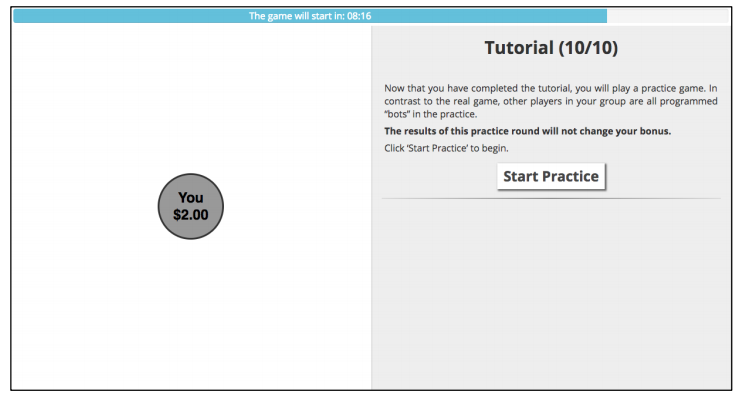 The game will start in: 08:16
Tutorial (10/10)
Now that you have completed the tutorial, you will play a practice game. In
contrast to the real game, other players in your group are all programmed
“bots” in the practice.
The results of this practice round will not change your bonus.
Click ‘Start Practice’ to begin.
Start Practice
You
$2.00